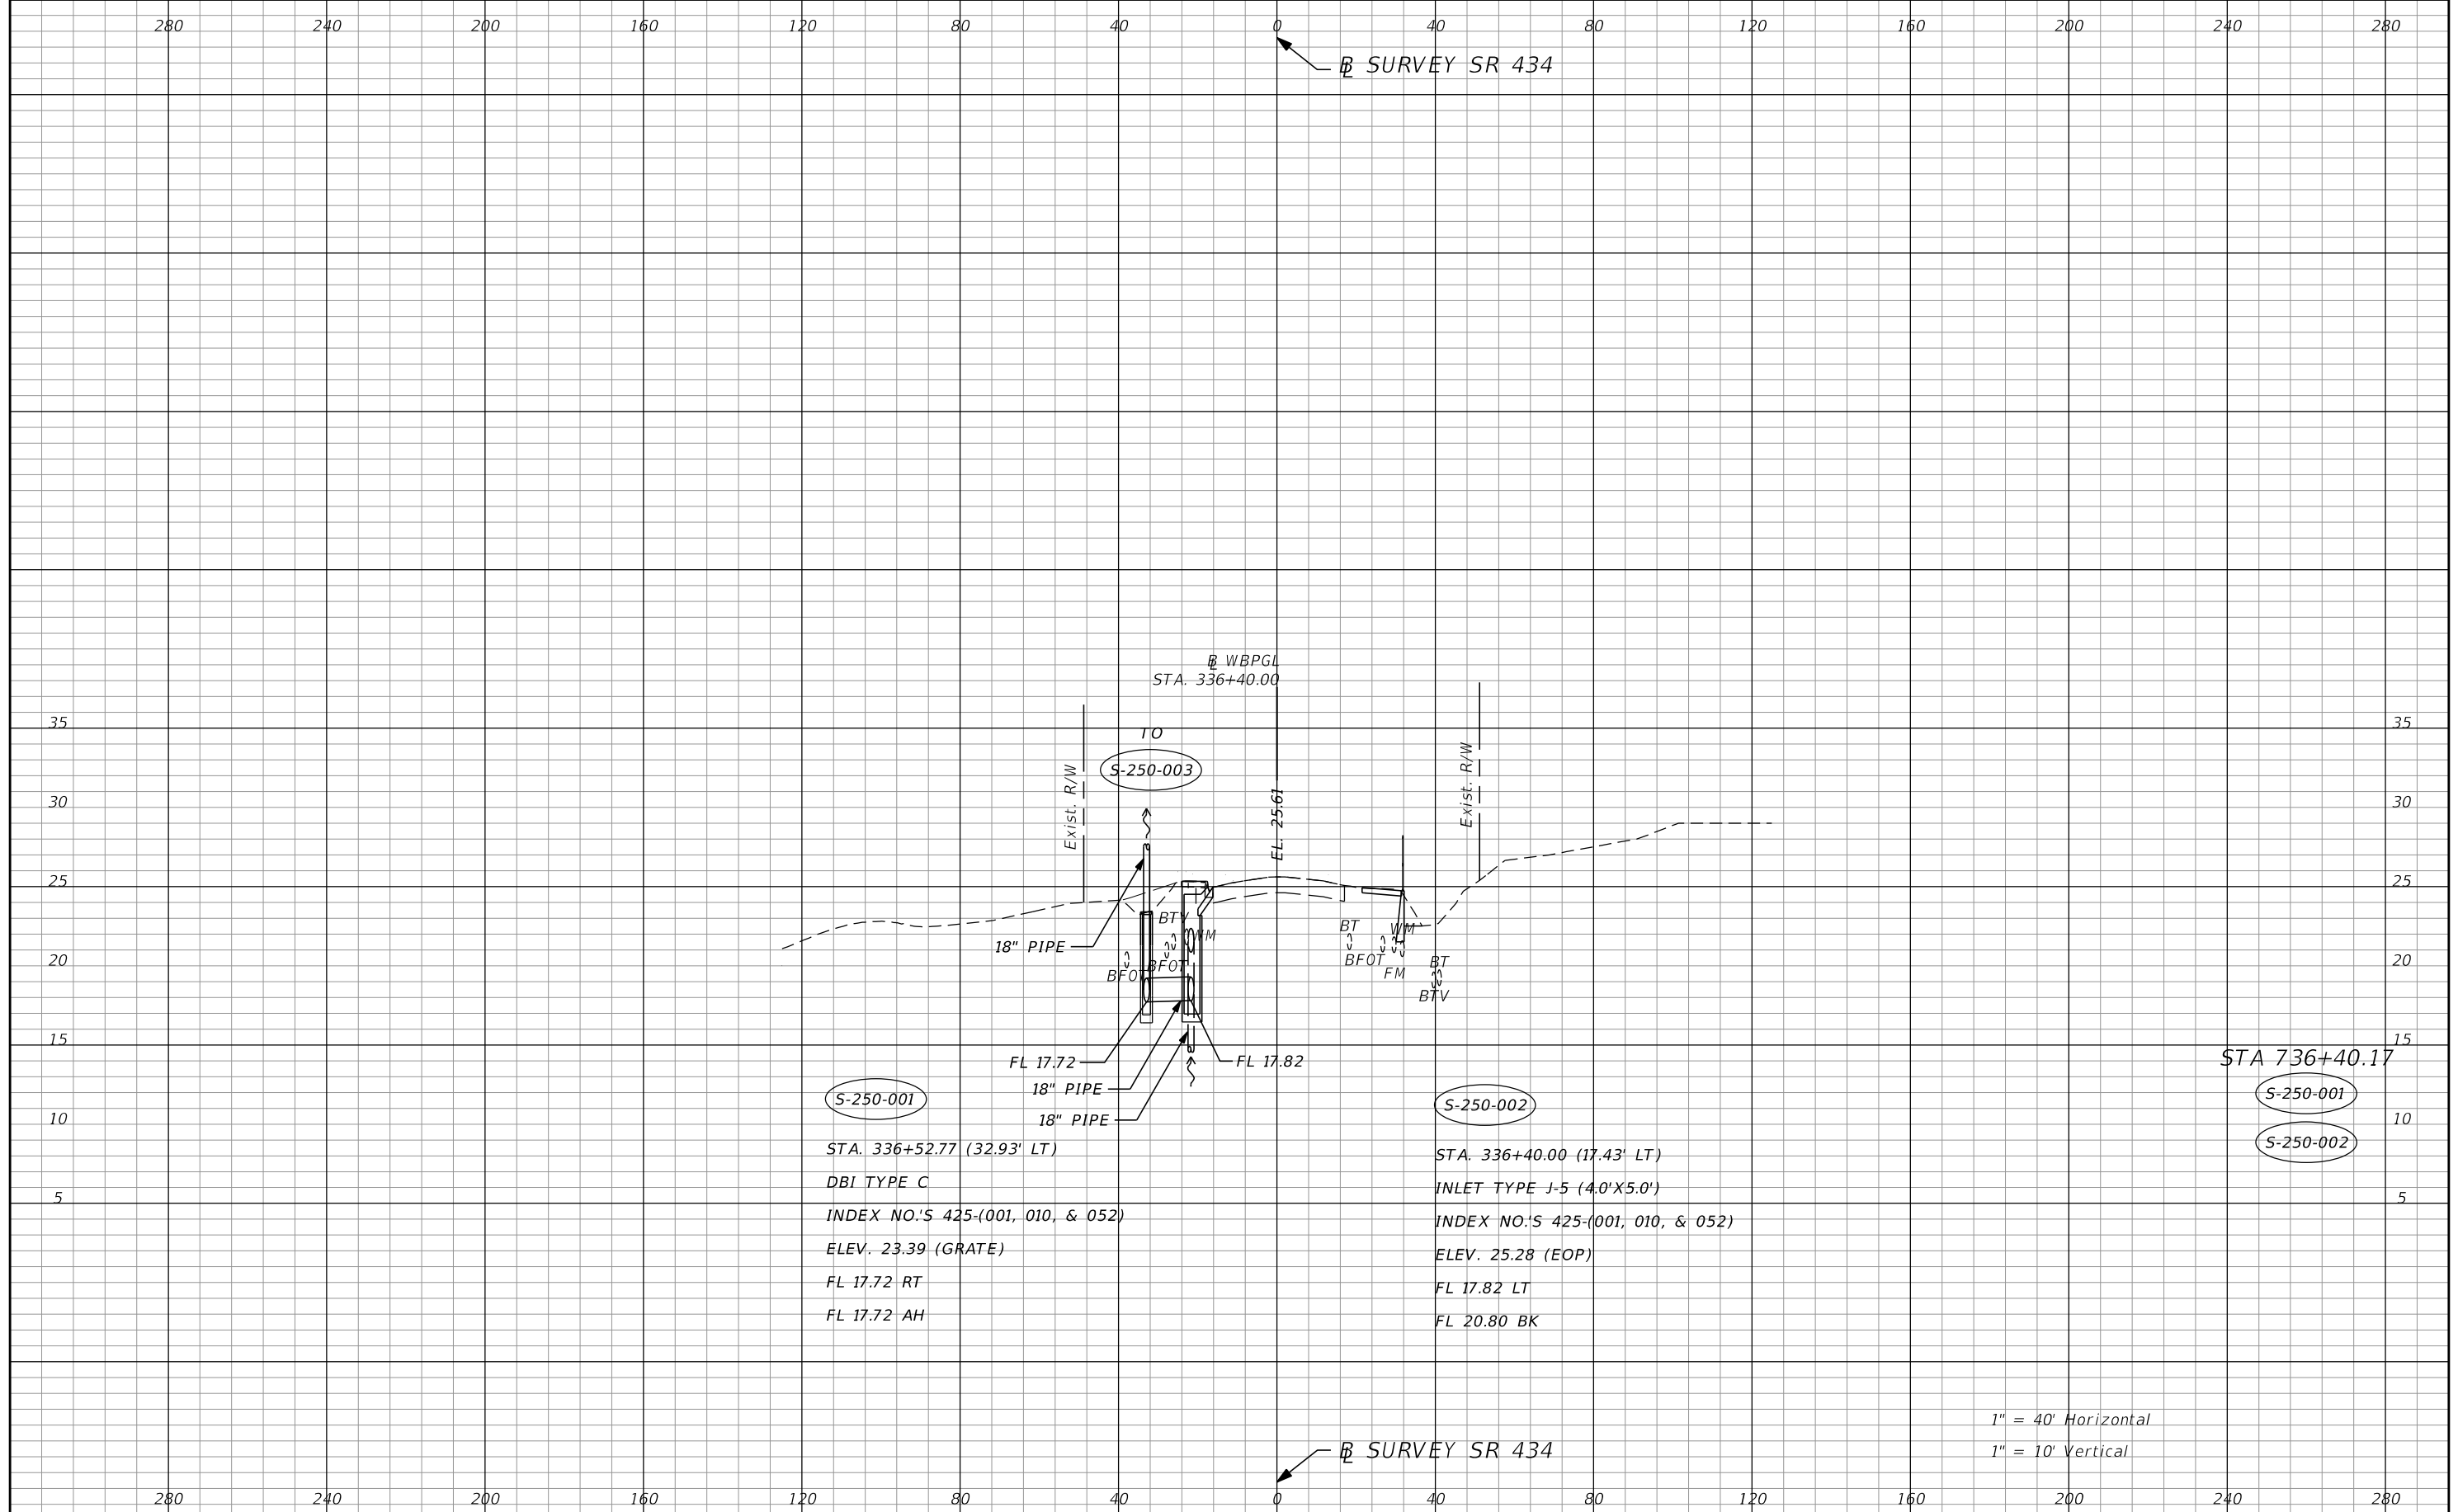 280 240 200 160 120 80 40 0 40 80 120 160 200 240 280
BL SURVEY SR 434
BL WBPGL
STA. 336+40.00
35 35
TO
S-250-003
Exist. R/W
Exist. R/W
30 30
EL. 25.61
25 25
BTV
WM
BT
WM
18" PIPE
BFOT
BFOT
BFOT
FM
BT
BTV
20 20
15 15
FL 17.72
FL 17.82
18" PIPE
18" PIPE
STA 736+40.17
S-250-001
S-250-002
10 10
5 5
S-250-001
STA. 336+52.77 (32.93' LT)
DBI TYPE C
INDEX NO.'S 425-(001, 010, & 052)
ELEV. 23.39 (GRATE)
FL 17.72 RT
FL 17.72 AH
S-250-002
STA. 336+40.00 (17.43' LT)
INLET TYPE J-5 (4.0'X5.0')
INDEX NO.'S 425-(001, 010, & 052)
ELEV. 25.28 (EOP)
FL 17.82 LT
FL 20.80 BK
1" = 40' Horizontal
1" = 10' Vertical
BL SURVEY SR 434
280 240 200 160 120 80 40 0 40 80 120 160 200 240 280